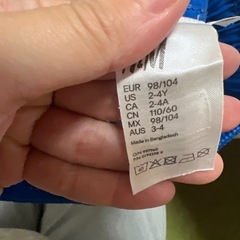 H&M
EUR 98/104
US 2-4Y
CA 2-4A
CN 110/60
MX 98/104
AUS 3-4
Made in Bangladesh